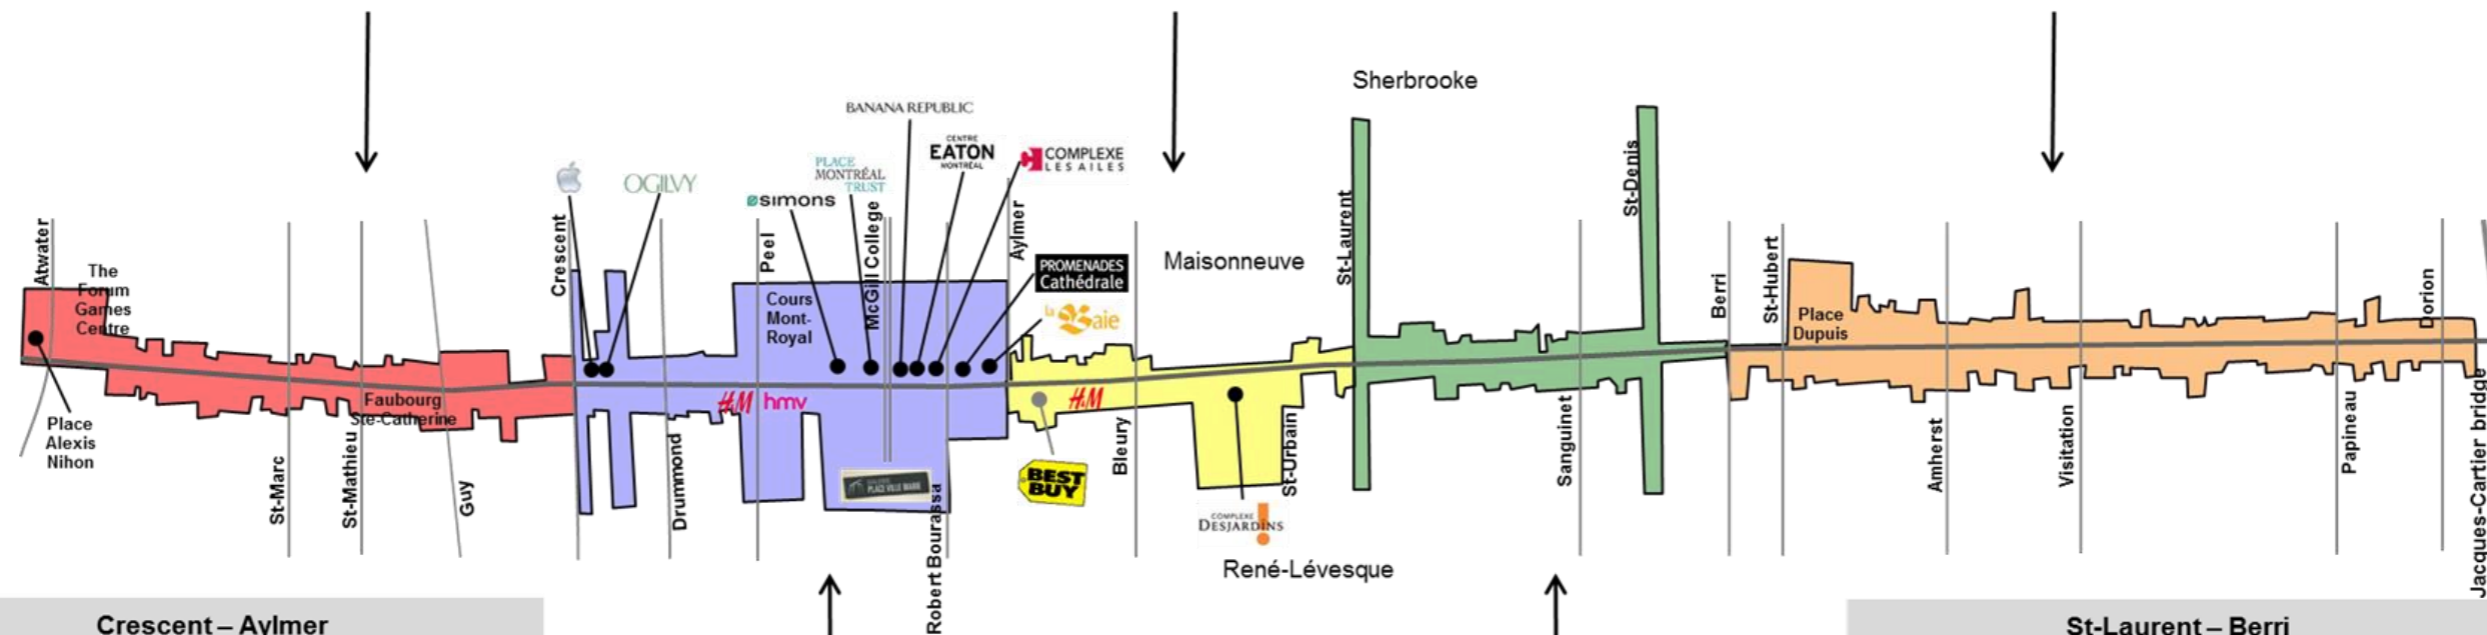 Sherbrooke
BANANA REPUBLIC
CENTRE
EATON
MONTRÉAL
COMPLEXE
LES AILES
PLACE
MONTRÉAL
TRUST
OGILVY
simons
Atwater
The
Forum
Games
Centre
Crescent
Peel
McGill College
Aylmer
PROMENADES
Cathédrale
la Baie
Maisonneuve
St-Laurent
St-Denis
Berri
St-Hubert
Place
Dupuis
Lorion
Cours
Mont-
Royal
Place
Alexis
Nihon
St-Marc
St-Mathieu
Faubourg
Ste-Catherine
Guy
Drummond
H&M
hmv
PLACE VILLE MARIE
Robert Bourassa
H&M
BEST
BUY
Bleury
COMPLEXE
DESJARDINS
St-Urbain
Sanguinet
Amherst
Visitation
Papineau
Jacques-Cartier bridge
René-Lévesque
Crescent – Aylmer
St-Laurent – Berri